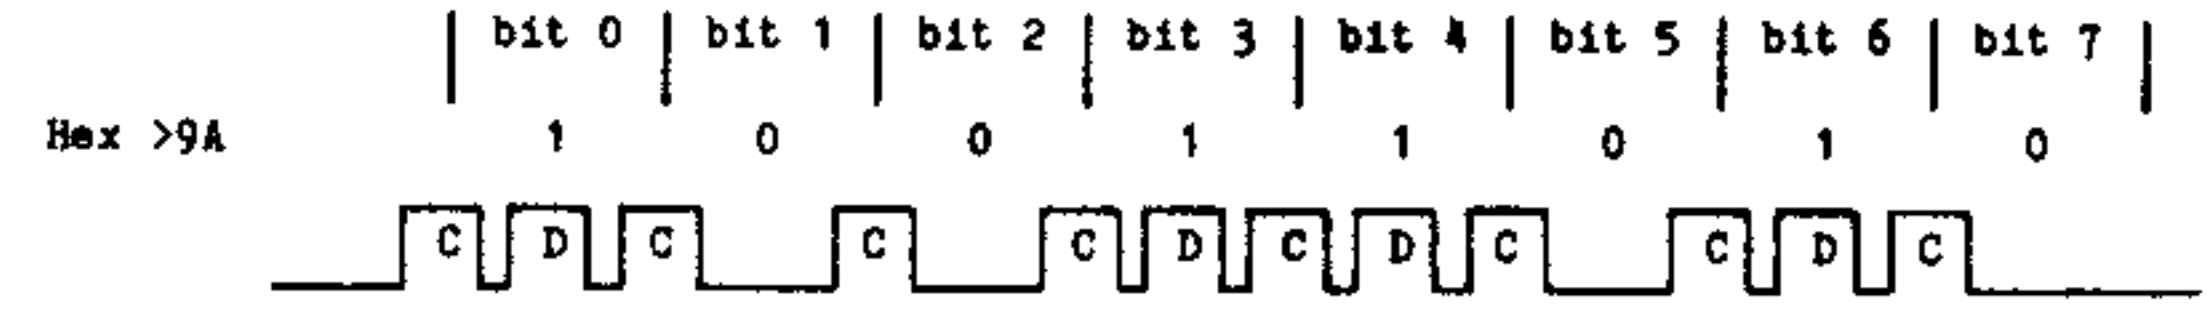 bit 0 bit 1 bit 2 bit 3 bit 4 bit 5 bit 6 bit 7
Hex >9A 1 0 0 1 1 0 1 0
C D C C C D C D C C D C